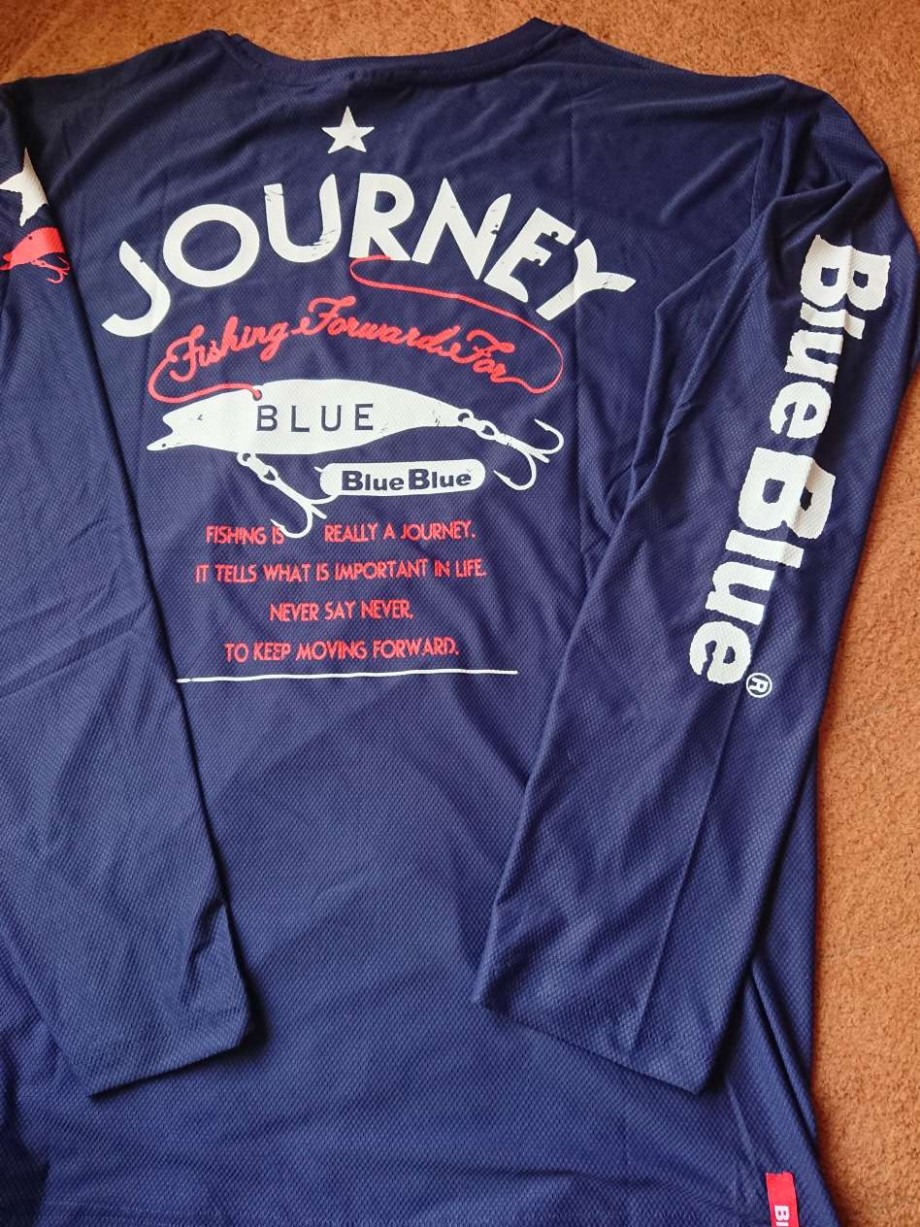 JOURNEY
Fishing Forwards For
BLUE
BlueBlue
FISHING IS REALLY A JOURNEY.
IT TELLS WHAT IS IMPORTANT IN LIFE.
NEVER SAY NEVER,
TO KEEP MOVING FORWARD.
BlueBlue®